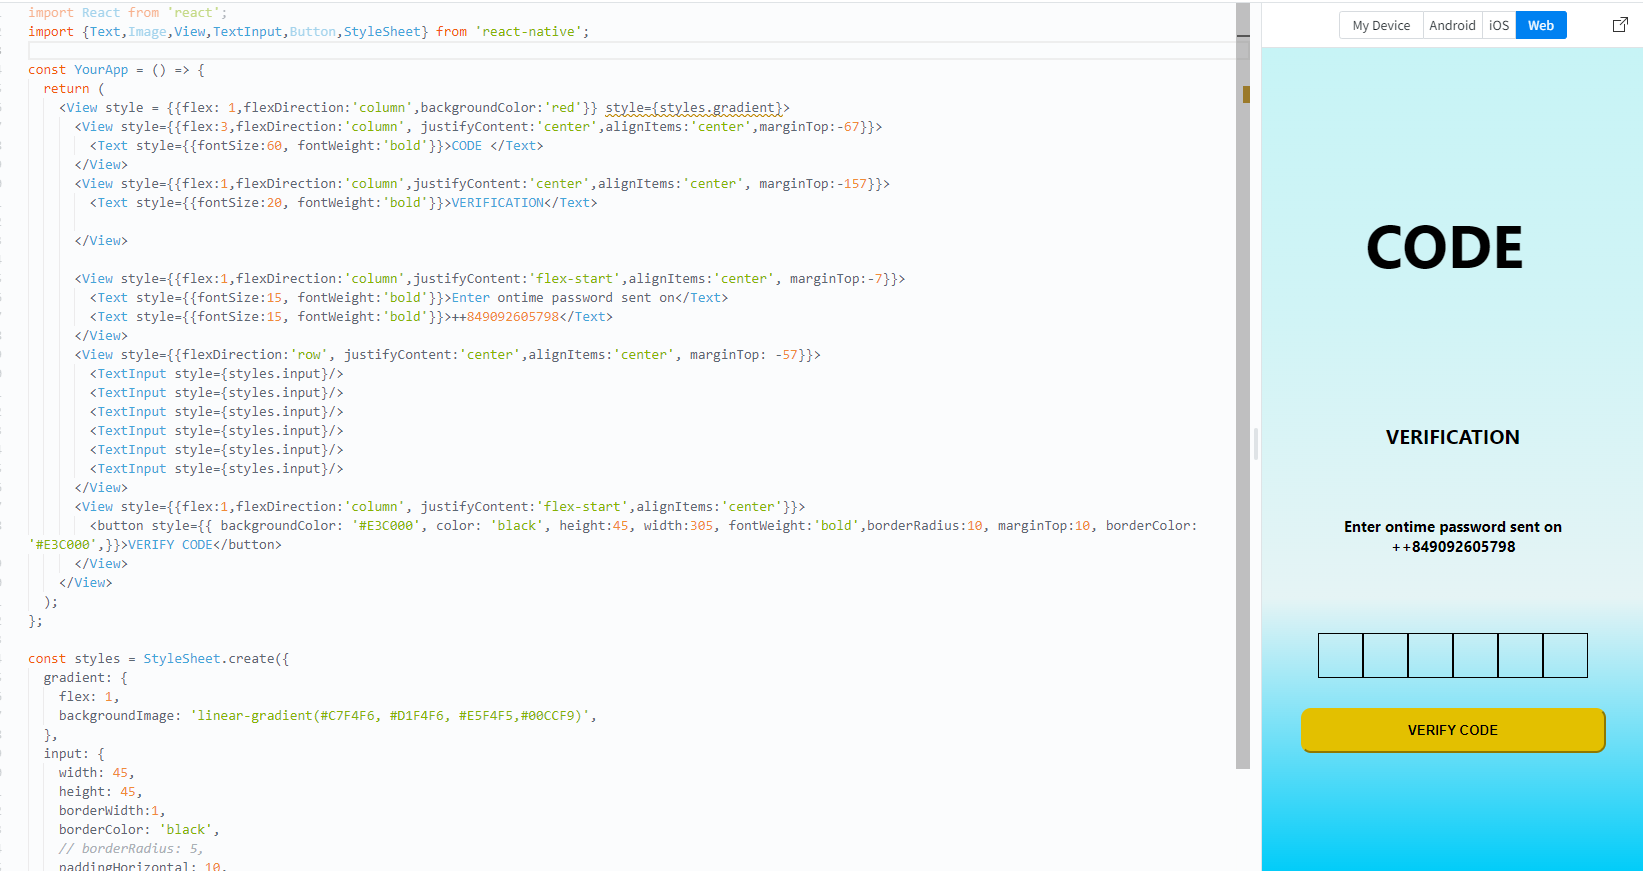 import React from 'react';
import {Text,Image,View,TextInput,Button,StyleSheet} from 'react-native';
const YourApp = () => {
return (
<View style = {{flex: 1,flexDirection:'column',backgroundColor:'red'}} style={styles.gradient}>
<View style={{flex:3,flexDirection:'column', justifyContent:'center',alignItems:'center',marginTop:-67}}>
<Text style={{fontSize:60, fontWeight:'bold'}}>CODE </Text>
</View>
<View style={{flex:1,flexDirection:'column',justifyContent:'center',alignItems:'center', marginTop:-157}}>
<Text style={{fontSize:20, fontWeight:'bold'}}>VERIFICATION</Text>
</View>
<View style={{flex:1,flexDirection:'column',justifyContent:'flex-start',alignItems:'center', marginTop:-7}}>
<Text style={{fontSize:15, fontWeight:'bold'}}>Enter ontime password sent on</Text>
<Text style={{fontSize:15, fontWeight:'bold'}}>++849092605798</Text>
</View>
<View style={{flexDirection:'row', justifyContent:'center',alignItems:'center', marginTop: -57}}>
<TextInput style={styles.input}/>
<TextInput style={styles.input}/>
<TextInput style={styles.input}/>
<TextInput style={styles.input}/>
<TextInput style={styles.input}/>
<TextInput style={styles.input}/>
</View>
<View style={{flex:1,flexDirection:'column', justifyContent:'flex-start',alignItems:'center'}}>
<button style={{ backgroundColor: '#E3C000', color: 'black', height:45, width:305, fontWeight:'bold',borderRadius:10, marginTop:10, borderColor:
'#E3C000',}}>VERIFY CODE</button>
</View>
</View>
);
};
const styles = StyleSheet.create({
gradient: {
flex: 1,
backgroundImage: 'linear-gradient(#C7F4F6, #D1F4F6, #E5F4F5,#00CCF9)',
},
input: {
width: 45,
height: 45,
borderWidth:1,
borderColor: 'black',
// borderRadius: 5,
paddingHorizontal: 10,
My Device Android iOS Web
CODE
VERIFICATION
Enter ontime password sent on
++849092605798
VERIFY CODE